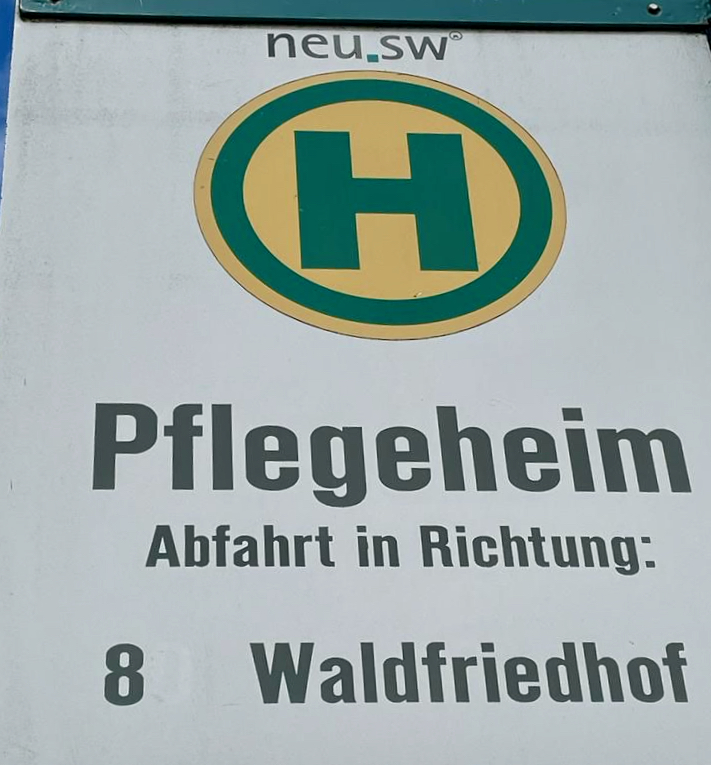 neu.sw®
H
Pflegeheim
Abfahrt in Richtung:
8 Waldfriedhof